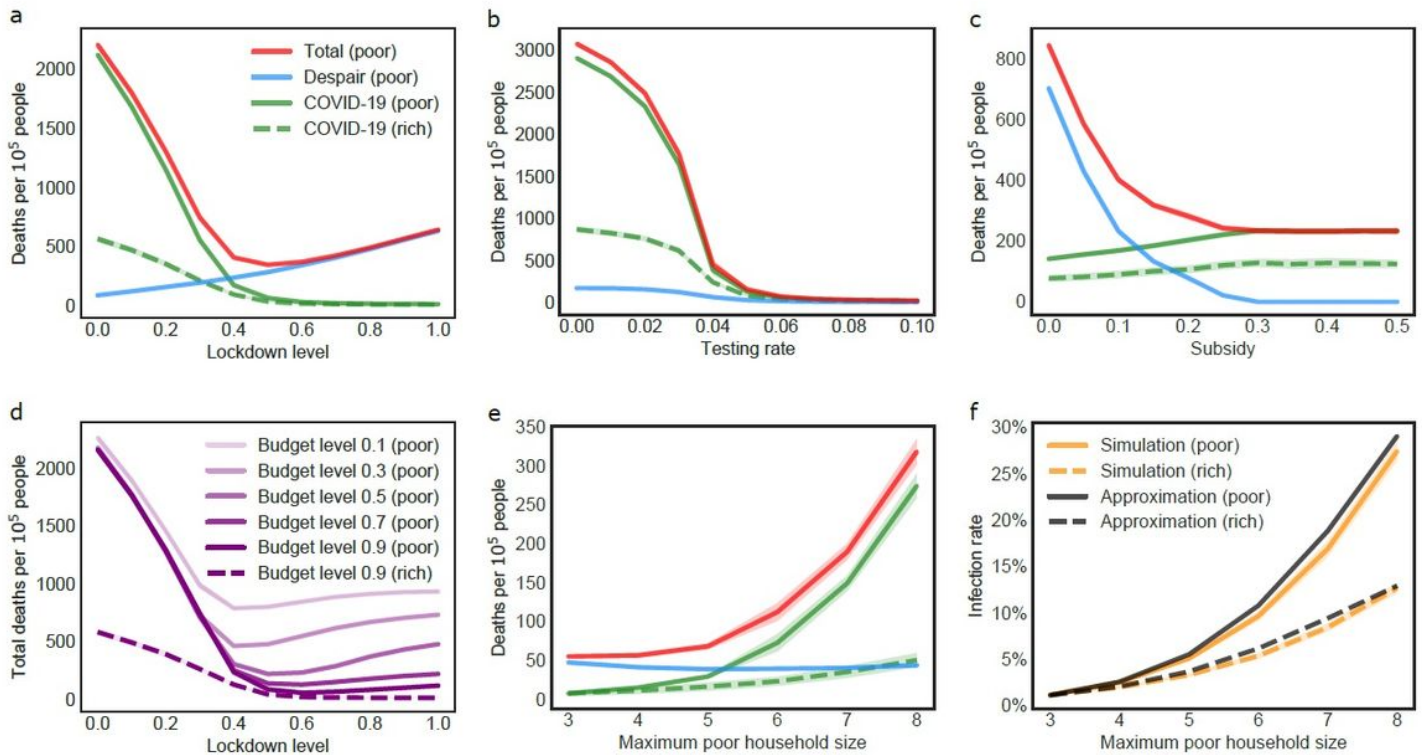 a
Deaths per 10⁵ people
2000
1500
1000
500
0
Total (poor)
Despair (poor)
COVID-19 (poor)
COVID-19 (rich)
0.0 0.2 0.4 0.6 0.8 1.0
Lockdown level
b
Deaths per 10⁵ people
3000
2500
2000
1500
1000
500
0
0.00 0.02 0.04 0.06 0.08 0.10
Testing rate
c
Deaths per 10⁵ people
800
600
400
200
0
0.0 0.1 0.2 0.3 0.4 0.5
Subsidy
d
Total deaths per 10⁵ people
2000
1500
1000
500
0
Budget level 0.1 (poor)
Budget level 0.3 (poor)
Budget level 0.5 (poor)
Budget level 0.7 (poor)
Budget level 0.9 (poor)
Budget level 0.9 (rich)
0.0 0.2 0.4 0.6 0.8 1.0
Lockdown level
e
Deaths per 10⁵ people
350
300
250
200
150
100
50
0
3 4 5 6 7 8
Maximum poor household size
f
Infection rate
30%
25%
20%
15%
10%
5%
0%
Simulation (poor)
Simulation (rich)
Approximation (poor)
Approximation (rich)
3 4 5 6 7 8
Maximum poor household size